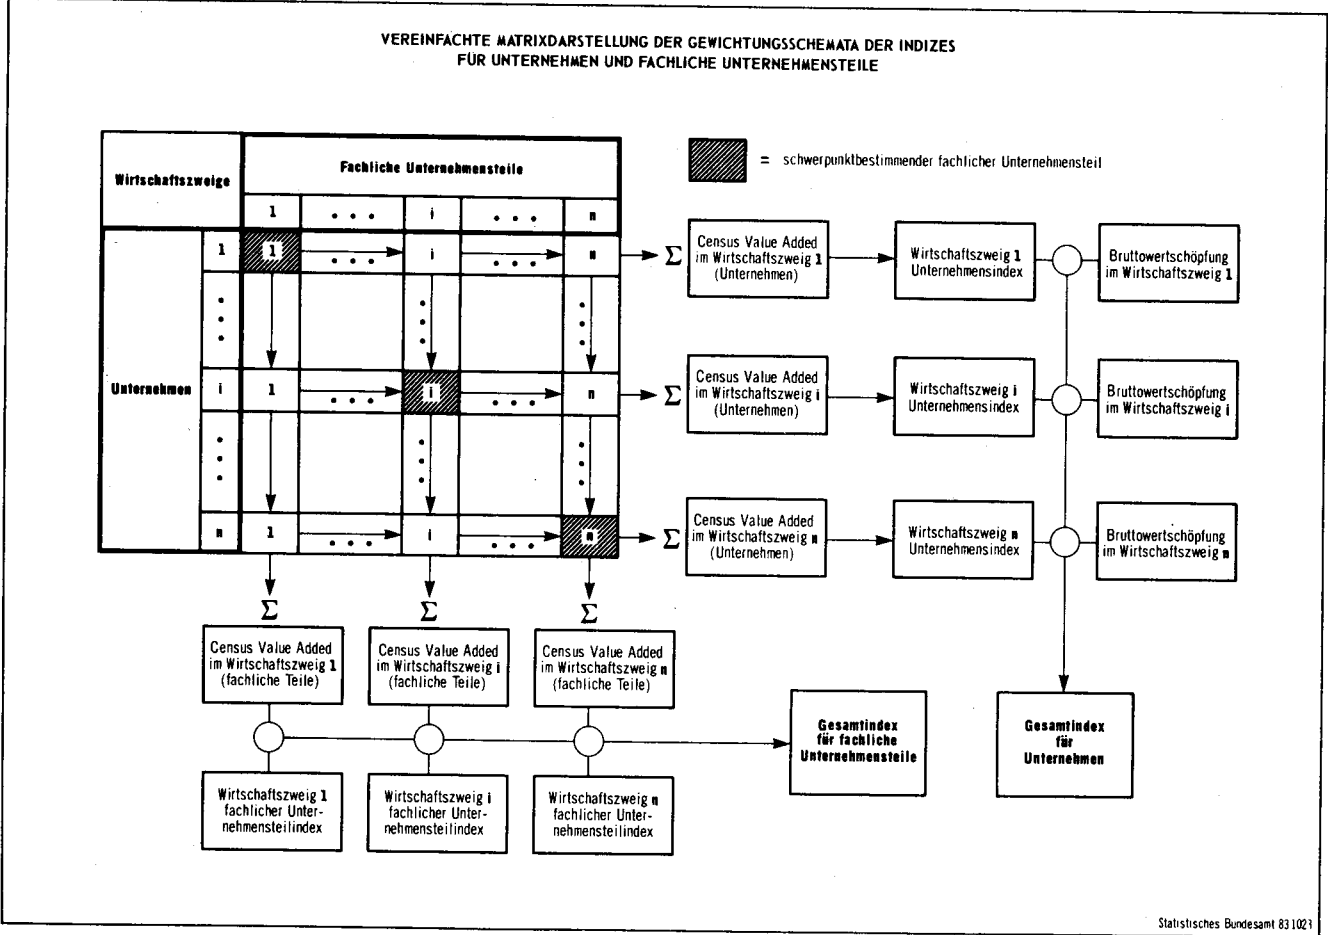 VEREINFACHTE MATRIXDARSTELLUNG DER GEWICHTUNGSSCHEMATA DER INDIZES
FÜR UNTERNEHMEN UND FACHLICHE UNTERNEHMENSTEILE
= schwerpunktbestimmender fachlicher Unternehmensteil
Wirtschaftszweige
Fachliche Unternehmensteile
1 ... i ... n
Unternehmen
1 1 ... i ... n Σ
i 1 ... i ... n Σ
n 1 ... i ... n Σ
Census Value Added
im Wirtschaftszweig 1
(Unternehmen)
Wirtschaftszweig 1
Unternehmensindex
Bruttowertschöpfung
im Wirtschaftszweig 1
Census Value Added
im Wirtschaftszweig i
(Unternehmen)
Wirtschaftszweig i
Unternehmensindex
Bruttowertschöpfung
im Wirtschaftszweig i
Census Value Added
im Wirtschaftszweig n
(Unternehmen)
Wirtschaftszweig n
Unternehmensindex
Bruttowertschöpfung
im Wirtschaftszweig n
Σ Σ Σ
Census Value Added
im Wirtschaftszweig 1
(fachliche Teile)
Census Value Added
im Wirtschaftszweig i
(fachliche Teile)
Census Value Added
im Wirtschaftszweig n
(fachliche Teile)
Wirtschaftszweig 1
fachlicher Unter-
nehmensteilindex
Wirtschaftszweig i
fachlicher Unter-
nehmensteilindex
Wirtschaftszweig n
fachlicher Unter-
nehmensteilindex
Gesamtindex
für fachliche
Unternehmensteile
Gesamtindex
für
Unternehmen
Statistisches Bundesamt 83 1023